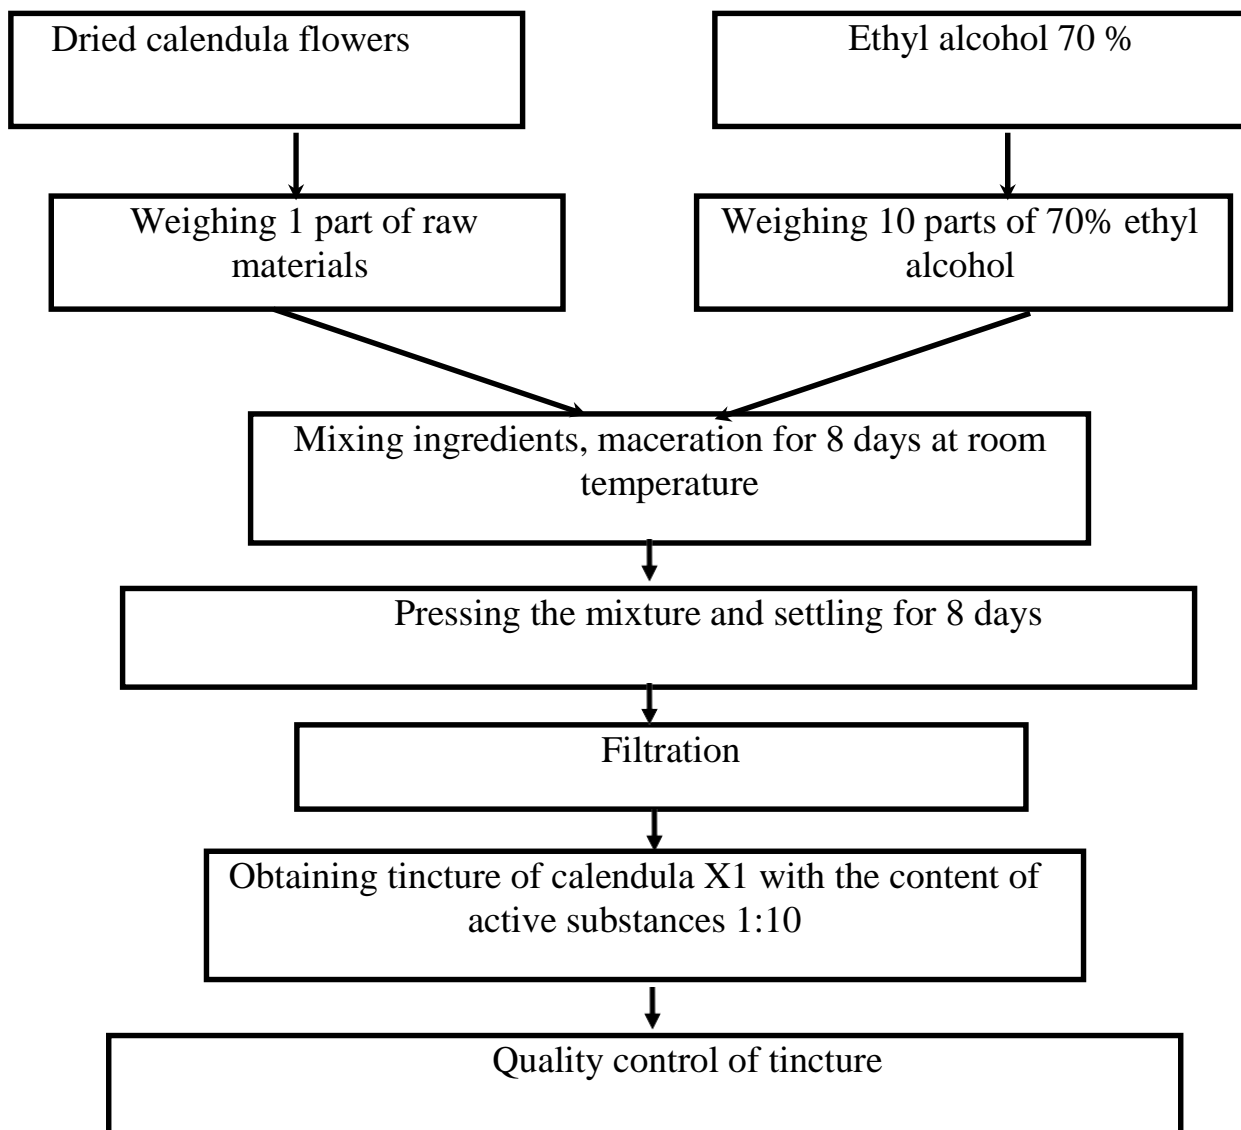 Dried calendula flowers
Ethyl alcohol 70 %
Weighing 1 part of raw
materials
Weighing 10 parts of 70% ethyl
alcohol
Mixing ingredients, maceration for 8 days at room
temperature
Pressing the mixture and settling for 8 days
Filtration
Obtaining tincture of calendula X1 with the content of
active substances 1:10
Quality control of tincture